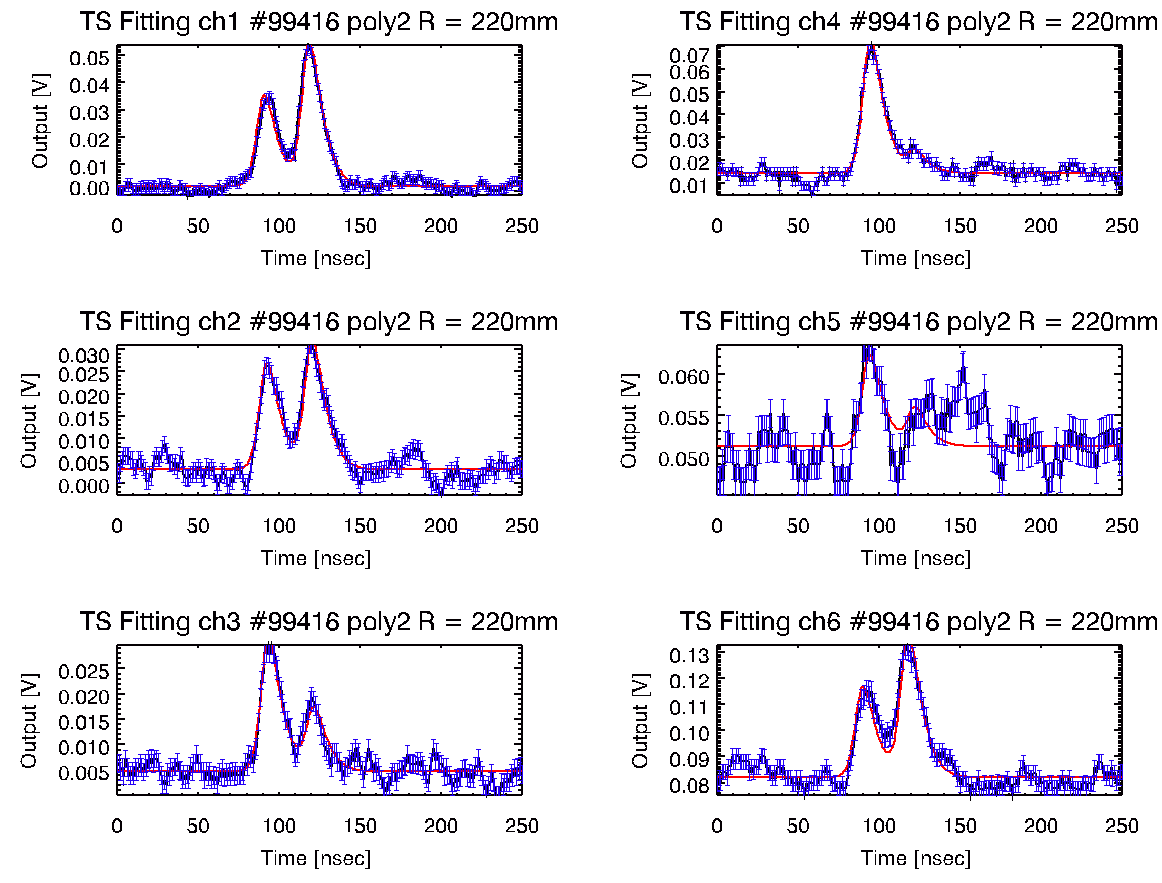 TS Fitting ch1 #99416 poly2 R = 220mm
Output [V]
0.05
0.04
0.03
0.02
0.01
0.00
0 50 100 150 200 250
Time [nsec]
TS Fitting ch4 #99416 poly2 R = 220mm
Output [V]
0.07
0.06
0.05
0.04
0.03
0.02
0.01
0 50 100 150 200 250
Time [nsec]
TS Fitting ch2 #99416 poly2 R = 220mm
Output [V]
0.030
0.025
0.020
0.015
0.010
0.005
0.000
0 50 100 150 200 250
Time [nsec]
TS Fitting ch5 #99416 poly2 R = 220mm
Output [V]
0.060
0.055
0.050
0 50 100 150 200 250
Time [nsec]
TS Fitting ch3 #99416 poly2 R = 220mm
Output [V]
0.025
0.020
0.015
0.010
0.005
0 50 100 150 200 250
Time [nsec]
TS Fitting ch6 #99416 poly2 R = 220mm
Output [V]
0.13
0.12
0.11
0.10
0.09
0.08
0 50 100 150 200 250
Time [nsec]